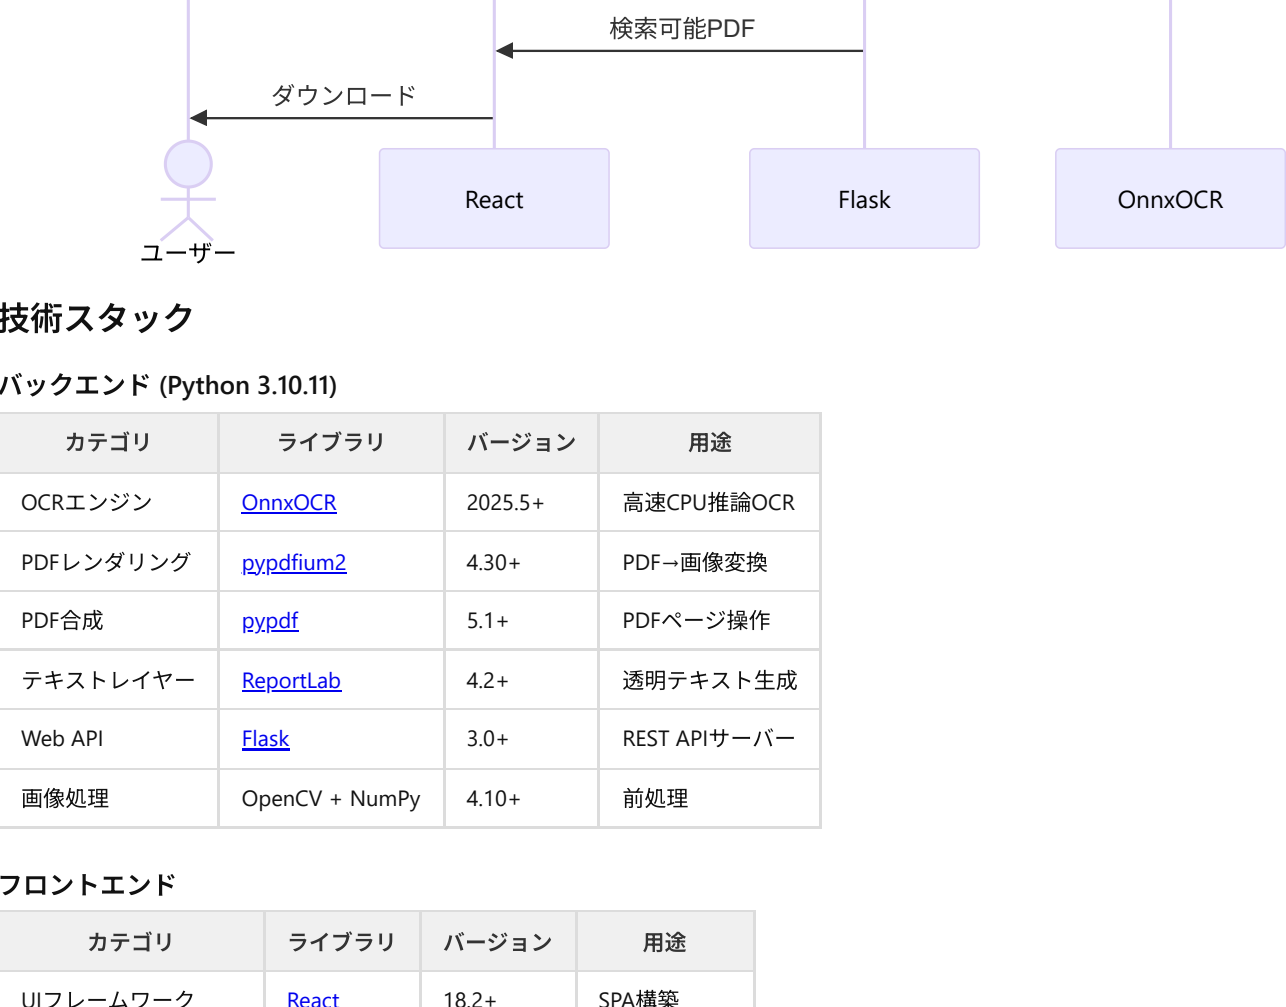 検索可能PDF
ダウンロード
React Flask OnnxOCR
ユーザー
技術スタック
バックエンド (Python 3.10.11)
カテゴリ ライブラリ バージョン 用途
OCRエンジン OnnxOCR 2025.5+ 高速CPU推論OCR
PDFレンダリング pypdfium2 4.30+ PDF→画像変換
PDF合成 pypdf 5.1+ PDFページ操作
テキストレイヤー ReportLab 4.2+ 透明テキスト生成
Web API Flask 3.0+ REST APIサーバー
画像処理 OpenCV + NumPy 4.10+ 前処理
フロントエンド
カテゴリ ライブラリ バージョン 用途
UIフレームワーク React 18.2+ SPA構築